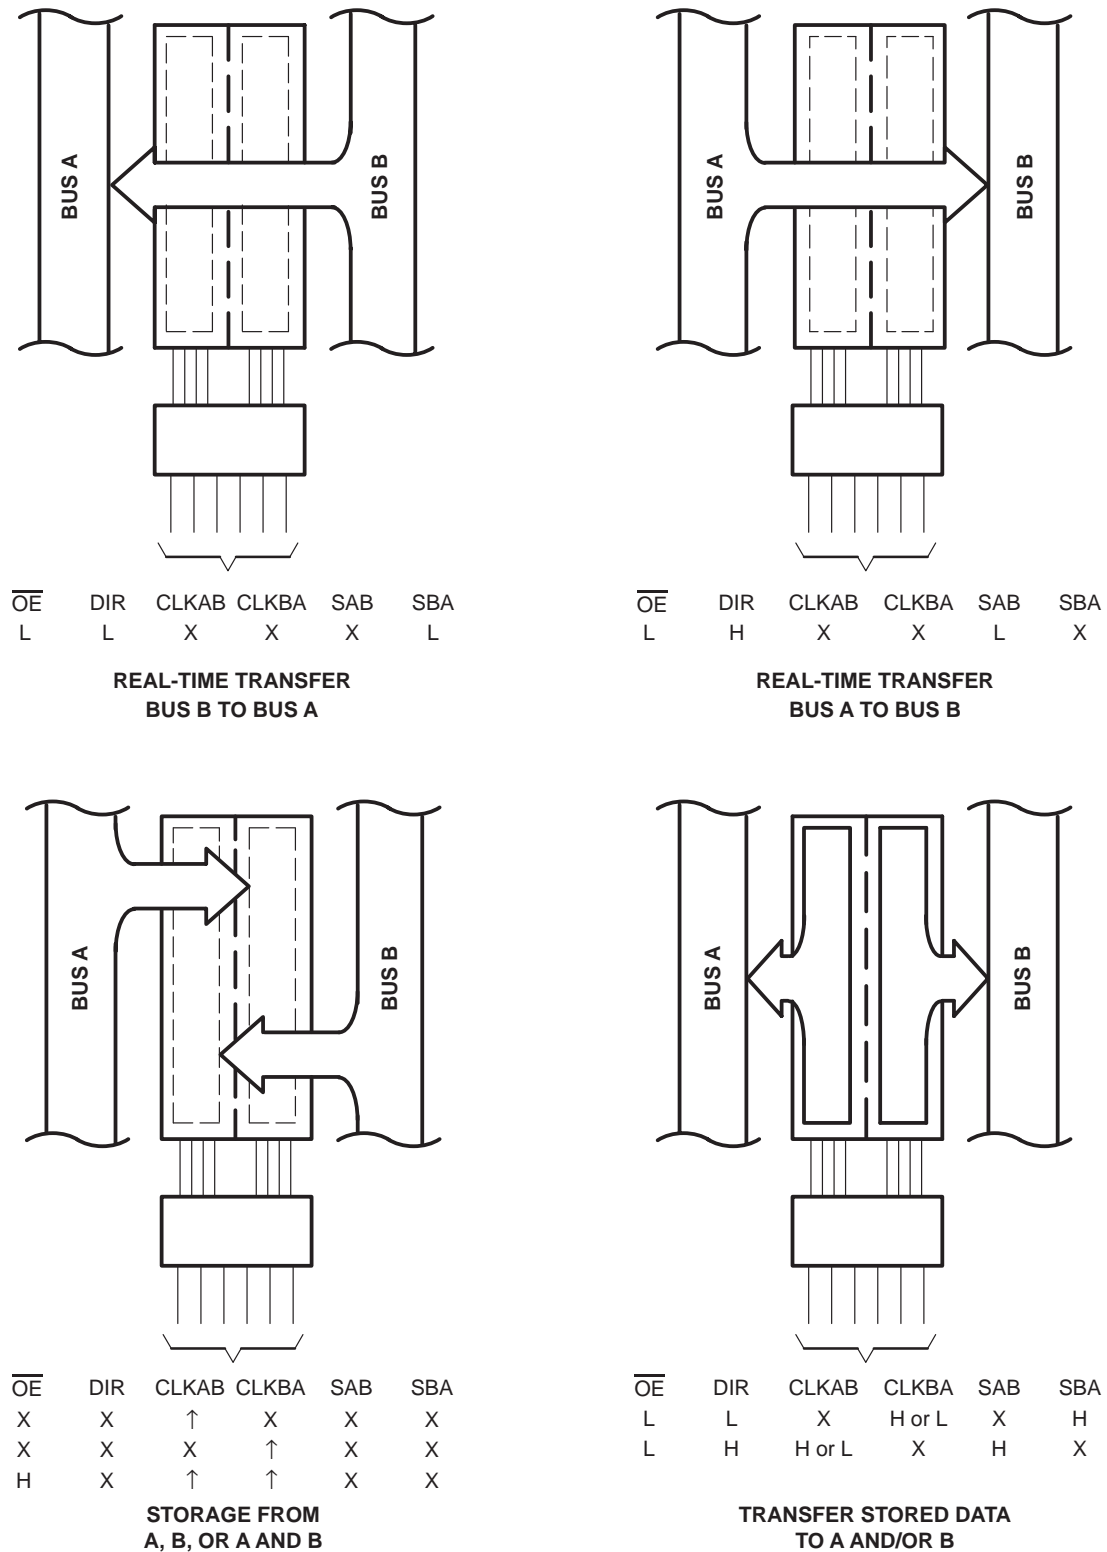 BUS A
BUS B
OE DIR CLKAB CLKBA SAB SBA
L L X X X L
REAL-TIME TRANSFER
BUS B TO BUS A
BUS A
BUS B
OE DIR CLKAB CLKBA SAB SBA
L H X X L X
REAL-TIME TRANSFER
BUS A TO BUS B
BUS A
BUS B
OE DIR CLKAB CLKBA SAB SBA
X X ↑ X X X
X X X ↑ X X
H X ↑ ↑ X X
STORAGE FROM
A, B, OR A AND B
BUS A
BUS B
OE DIR CLKAB CLKBA SAB SBA
L L X H or L X H
L H H or L X H X
TRANSFER STORED DATA
TO A AND/OR B